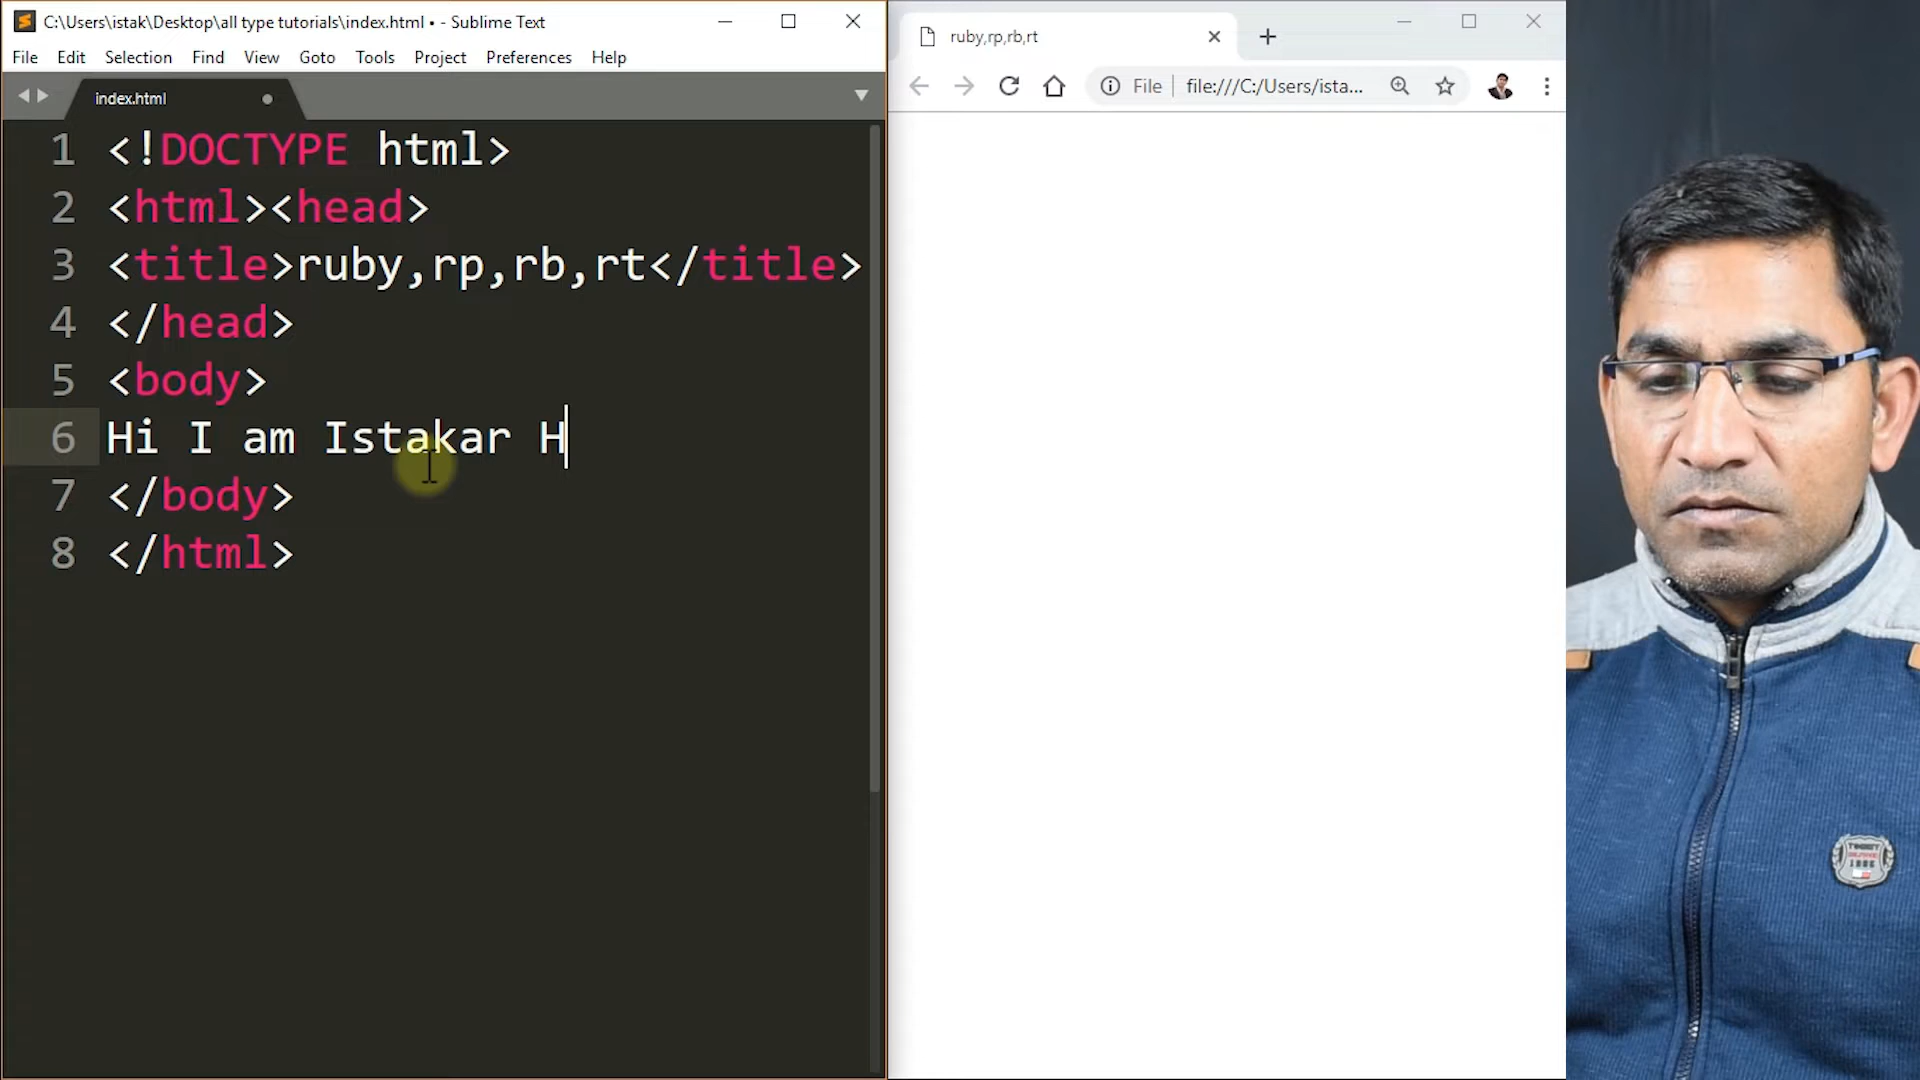 C:\Users\istak\Desktop\all type tutorials\index.html • - Sublime Text
File Edit Selection Find View Goto Tools Project Preferences Help
index.html
1 <!DOCTYPE html>
2 <html><head>
3 <title>ruby,rp,rb,rt</title>
4 </head>
5 <body>
6 Hi I am Istakar H
7 </body>
8 </html>
ruby,rp,rb,rt
File file:///C:/Users/ista...